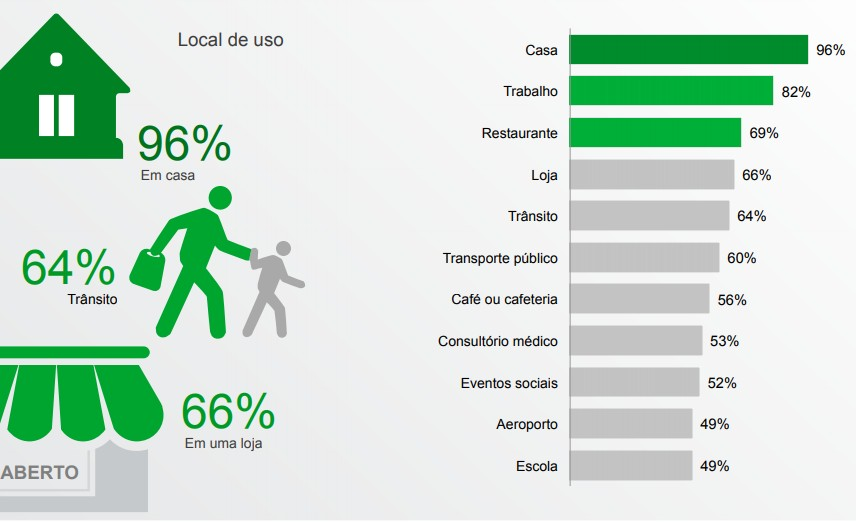 Local de uso
96%
Em casa
64%
Trânsito
66%
Em uma loja
ABERTO
Casa 96%
Trabalho 82%
Restaurante 69%
Loja 66%
Trânsito 64%
Transporte público 60%
Café ou cafeteria 56%
Consultório médico 53%
Eventos sociais 52%
Aeroporto 49%
Escola 49%